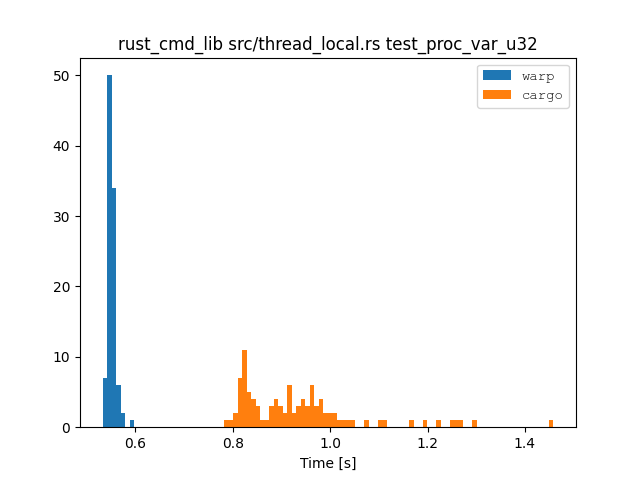 rust_cmd_lib src/thread_local.rs test_proc_var_u32
warp
cargo
50
40
30
20
10
0
0.6 0.8 1.0 1.2 1.4
Time [s]